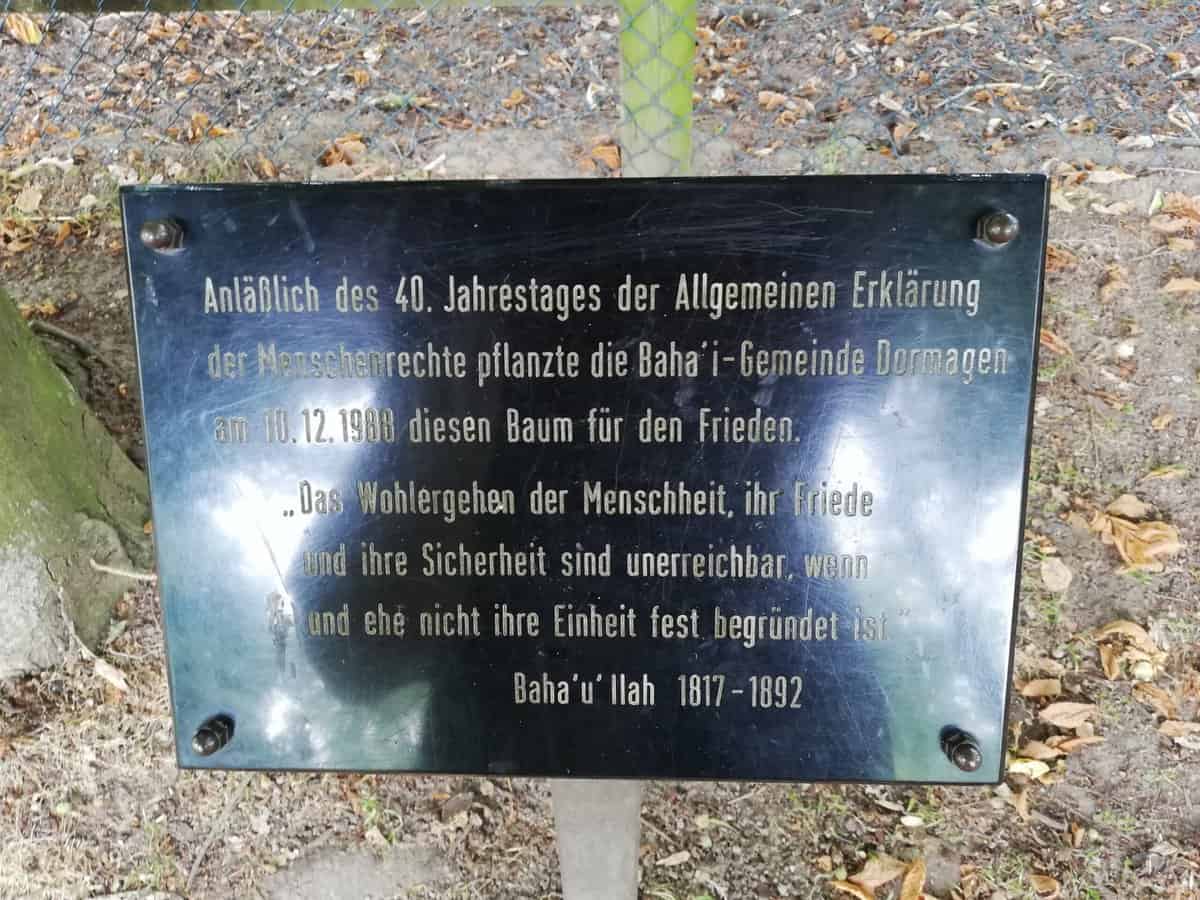 Anläßlich des 40. Jahrestages der Allgemeinen Erklärung
der Menschenrechte pflanzte die Baha'i-Gemeinde Dormagen
am 10.12.1988 diesen Baum für den Frieden.
„Das Wohlergehen der Menschheit, ihr Friede
und ihre Sicherheit sind unerreichbar, wenn
und ehe nicht ihre Einheit fest begründet ist"
Baha'u'llah 1817-1892